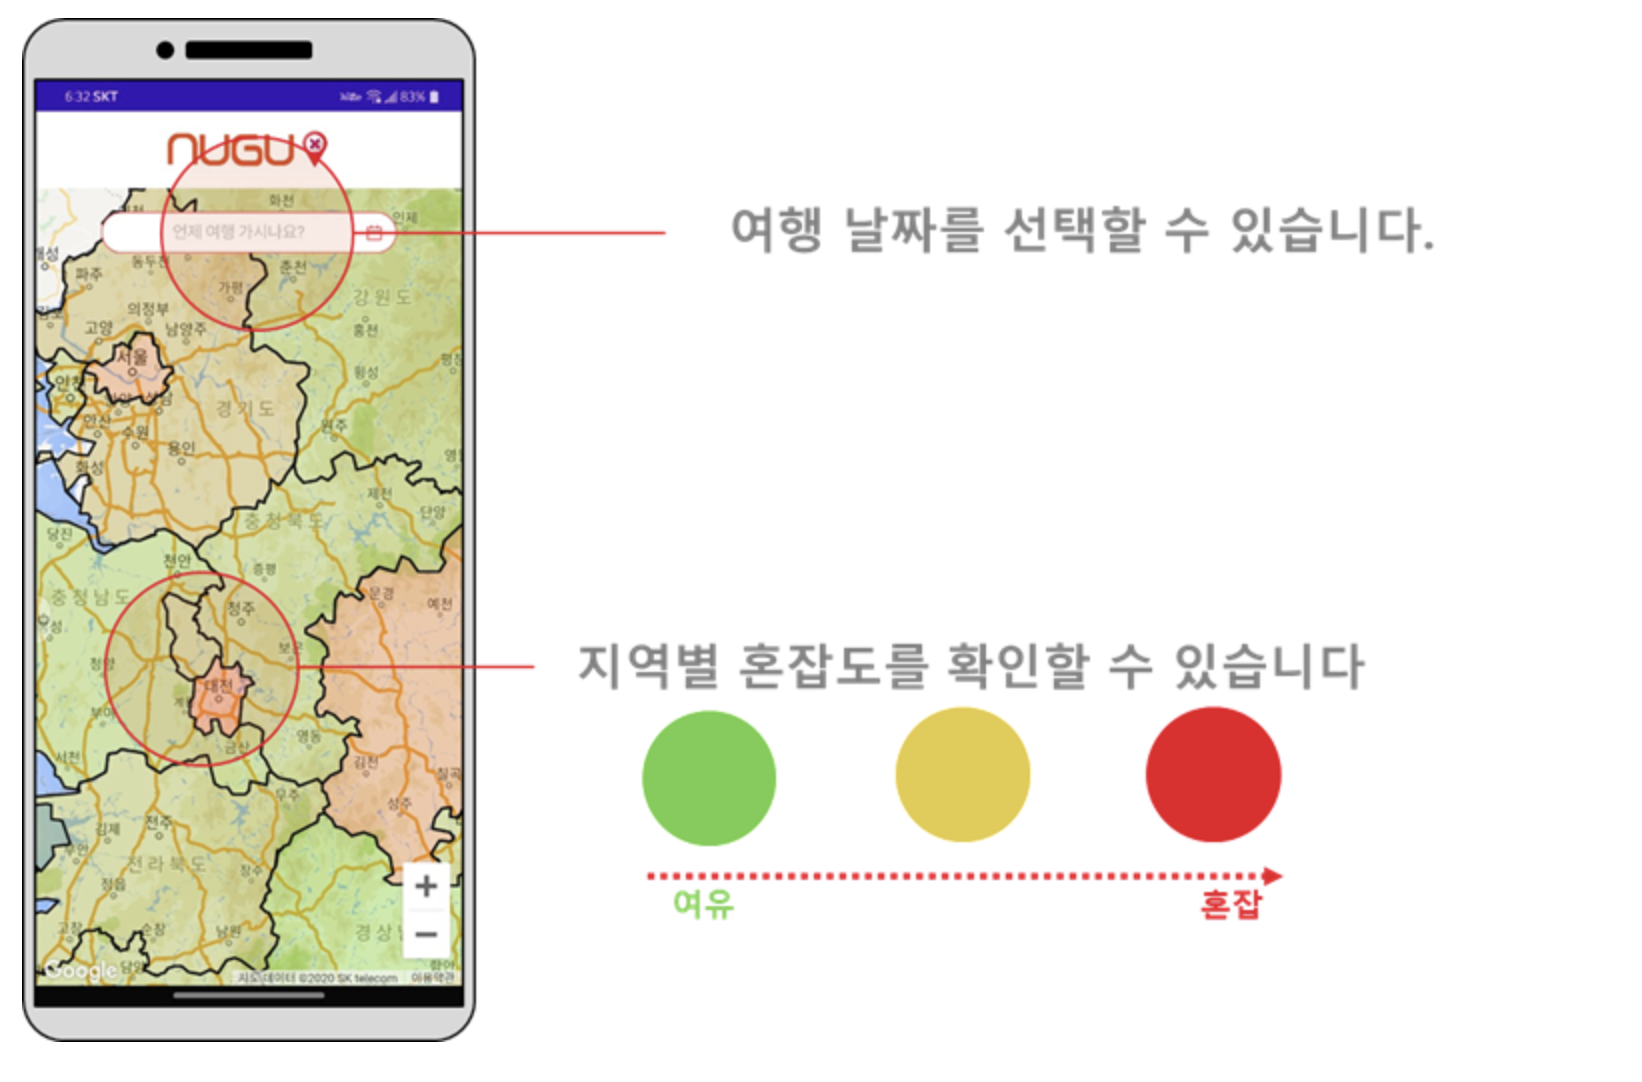 6:32 SKT
83%
NUGU
화천
인제
언제 여행 가시나요?
여행 날짜를 선택할 수 있습니다.
파주
춘천
가평
강원도
의정부
고양
남양주
홍천
서울
횡성
인천
경기도
안산
수원
원주
용인
화성
제천
단양
충청북도
당진
천안
증평
문경
충청남도
예천
청주
청양
보은
지역별 혼잡도를 확인할 수 있습니다
대전
영동
금산
서천
김천
무주
성주
김제
전주
전라북도
장수
정읍
여유
혼잡
고창
순창
남원
Google
지도 데이터 ©2020 SK telecom
이용약관